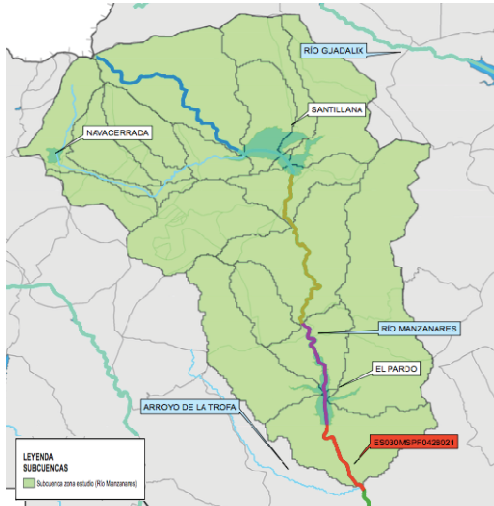 RÍO GUADALIX
SANTILLANA
NAVACERRADA
RÍO MANZANARES
EL PARDO
ARROYO DE LA TROFA
ES030MSPF0428021
LEYENDA
SUBCUENCAS
Subcuenca zona estudio (Río Manzanares)